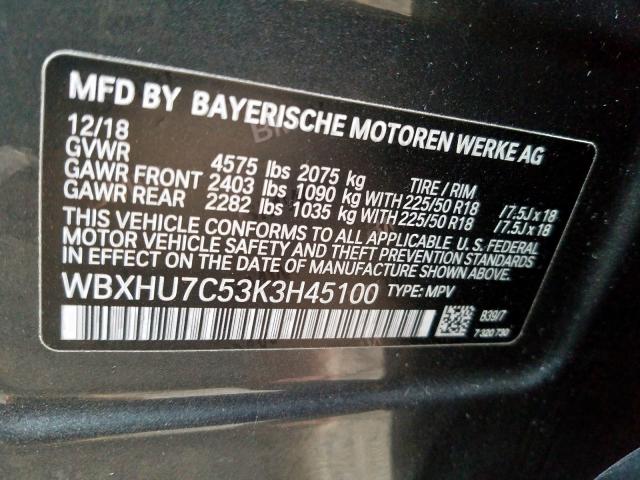 MFD BY BAYERISCHE MOTOREN WERKE AG
12/18
GVWR 4575 lbs 2075 kg TIRE / RIM
GAWR FRONT 2403 lbs 1090 kg WITH 225/50 R18 /7.5J x 18
GAWR REAR 2282 lbs 1035 kg WITH 225/50 R18 /7.5J x 18
THIS VEHICLE CONFORMS TO ALL APPLICABLE U.S. FEDERAL
MOTOR VEHICLE SAFETY AND THEFT PREVENTION STANDARDS
IN EFFECT ON THE DATE OF MANUFACTURE SHOWN ABOVE.
WBXHU7C53K3H45100 TYPE: MPV
B39/7
7 320 730